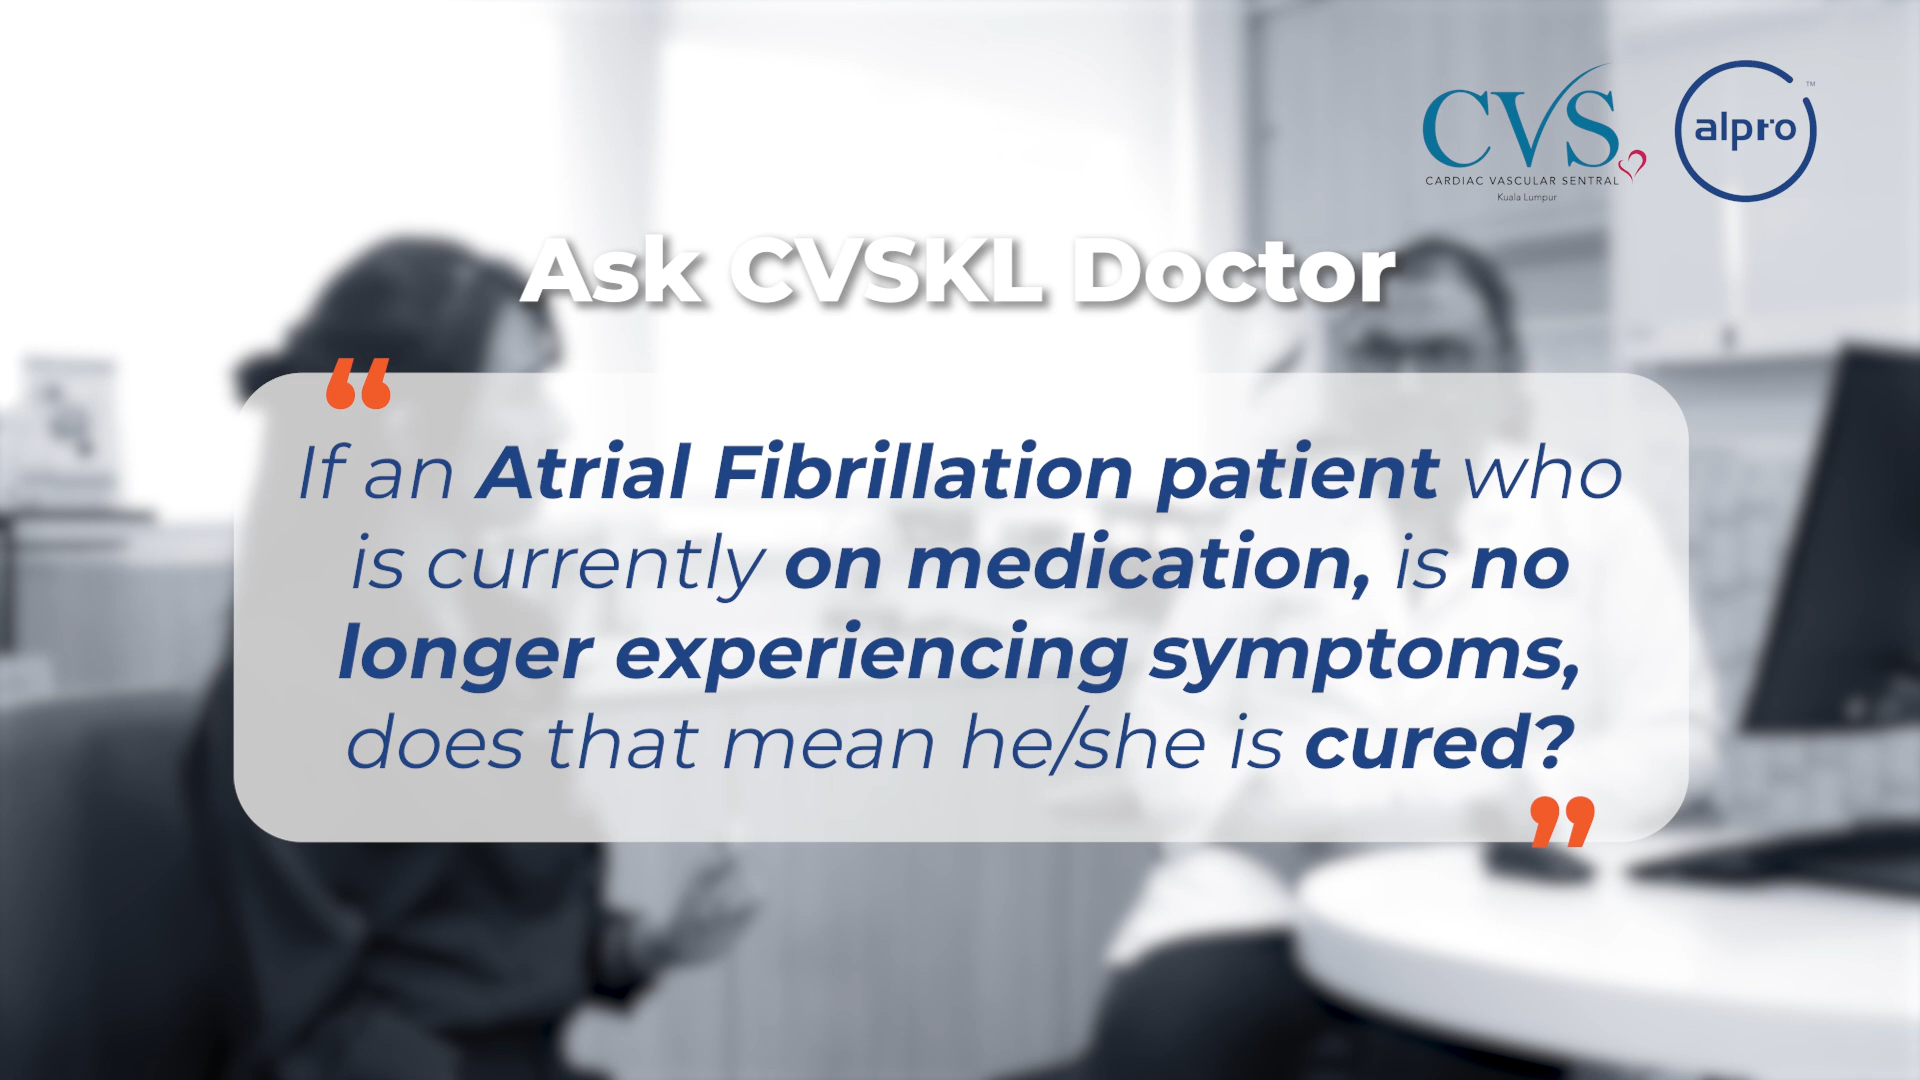 CVS
CARDIAC VASCULAR SENTRAL
Kuala Lumpur
alpro
TM
Ask CVSKL Doctor
“
If an Atrial Fibrillation patient who
is currently on medication, is no
longer experiencing symptoms,
does that mean he/she is cured?
”